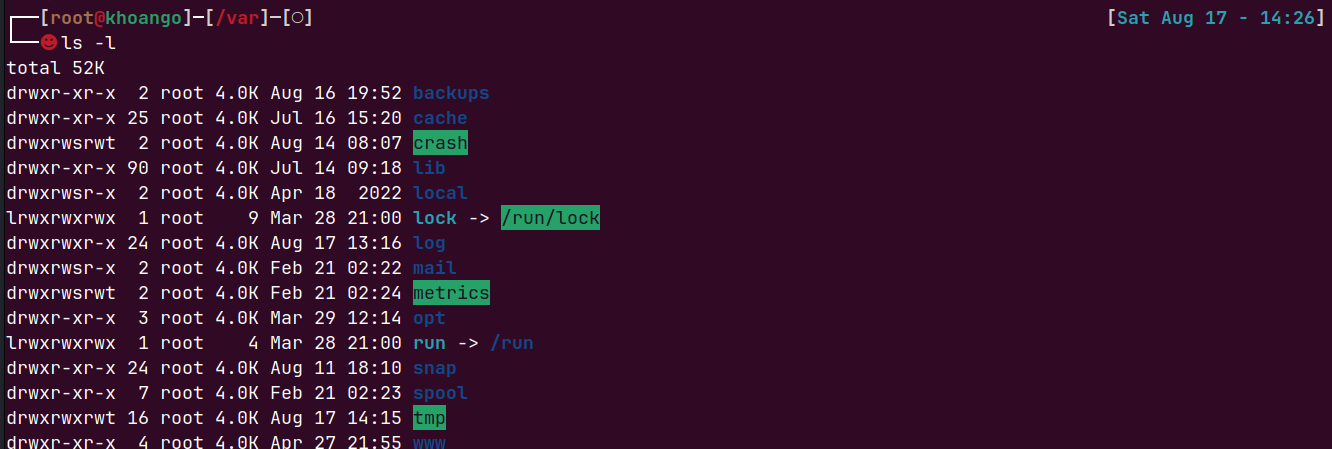 ┌──[root@khoango]─[/var]─[○] [Sat Aug 17 - 14:26]
└──☻ls -l
total 52K
drwxr-xr-x  2 root 4.0K Aug 16 19:52 backups
drwxr-xr-x 25 root 4.0K Jul 16 15:20 cache
drwxrwsrwt  2 root 4.0K Aug 14 08:07 crash
drwxr-xr-x 90 root 4.0K Jul 14 09:18 lib
drwxrwsr-x  2 root 4.0K Apr 18  2022 local
lrwxrwxrwx  1 root    9 Mar 28 21:00 lock -> /run/lock
drwxrwxr-x 24 root 4.0K Aug 17 13:16 log
drwxrwsr-x  2 root 4.0K Feb 21 02:22 mail
drwxrwsrwt  2 root 4.0K Feb 21 02:24 metrics
drwxr-xr-x  3 root 4.0K Mar 29 12:14 opt
lrwxrwxrwx  1 root    4 Mar 28 21:00 run -> /run
drwxr-xr-x 24 root 4.0K Aug 11 18:10 snap
drwxr-xr-x  7 root 4.0K Feb 21 02:23 spool
drwxrwxrwt 16 root 4.0K Aug 17 14:15 tmp
drwxr-xr-x  4 root 4.0K Apr 27 21:55 www